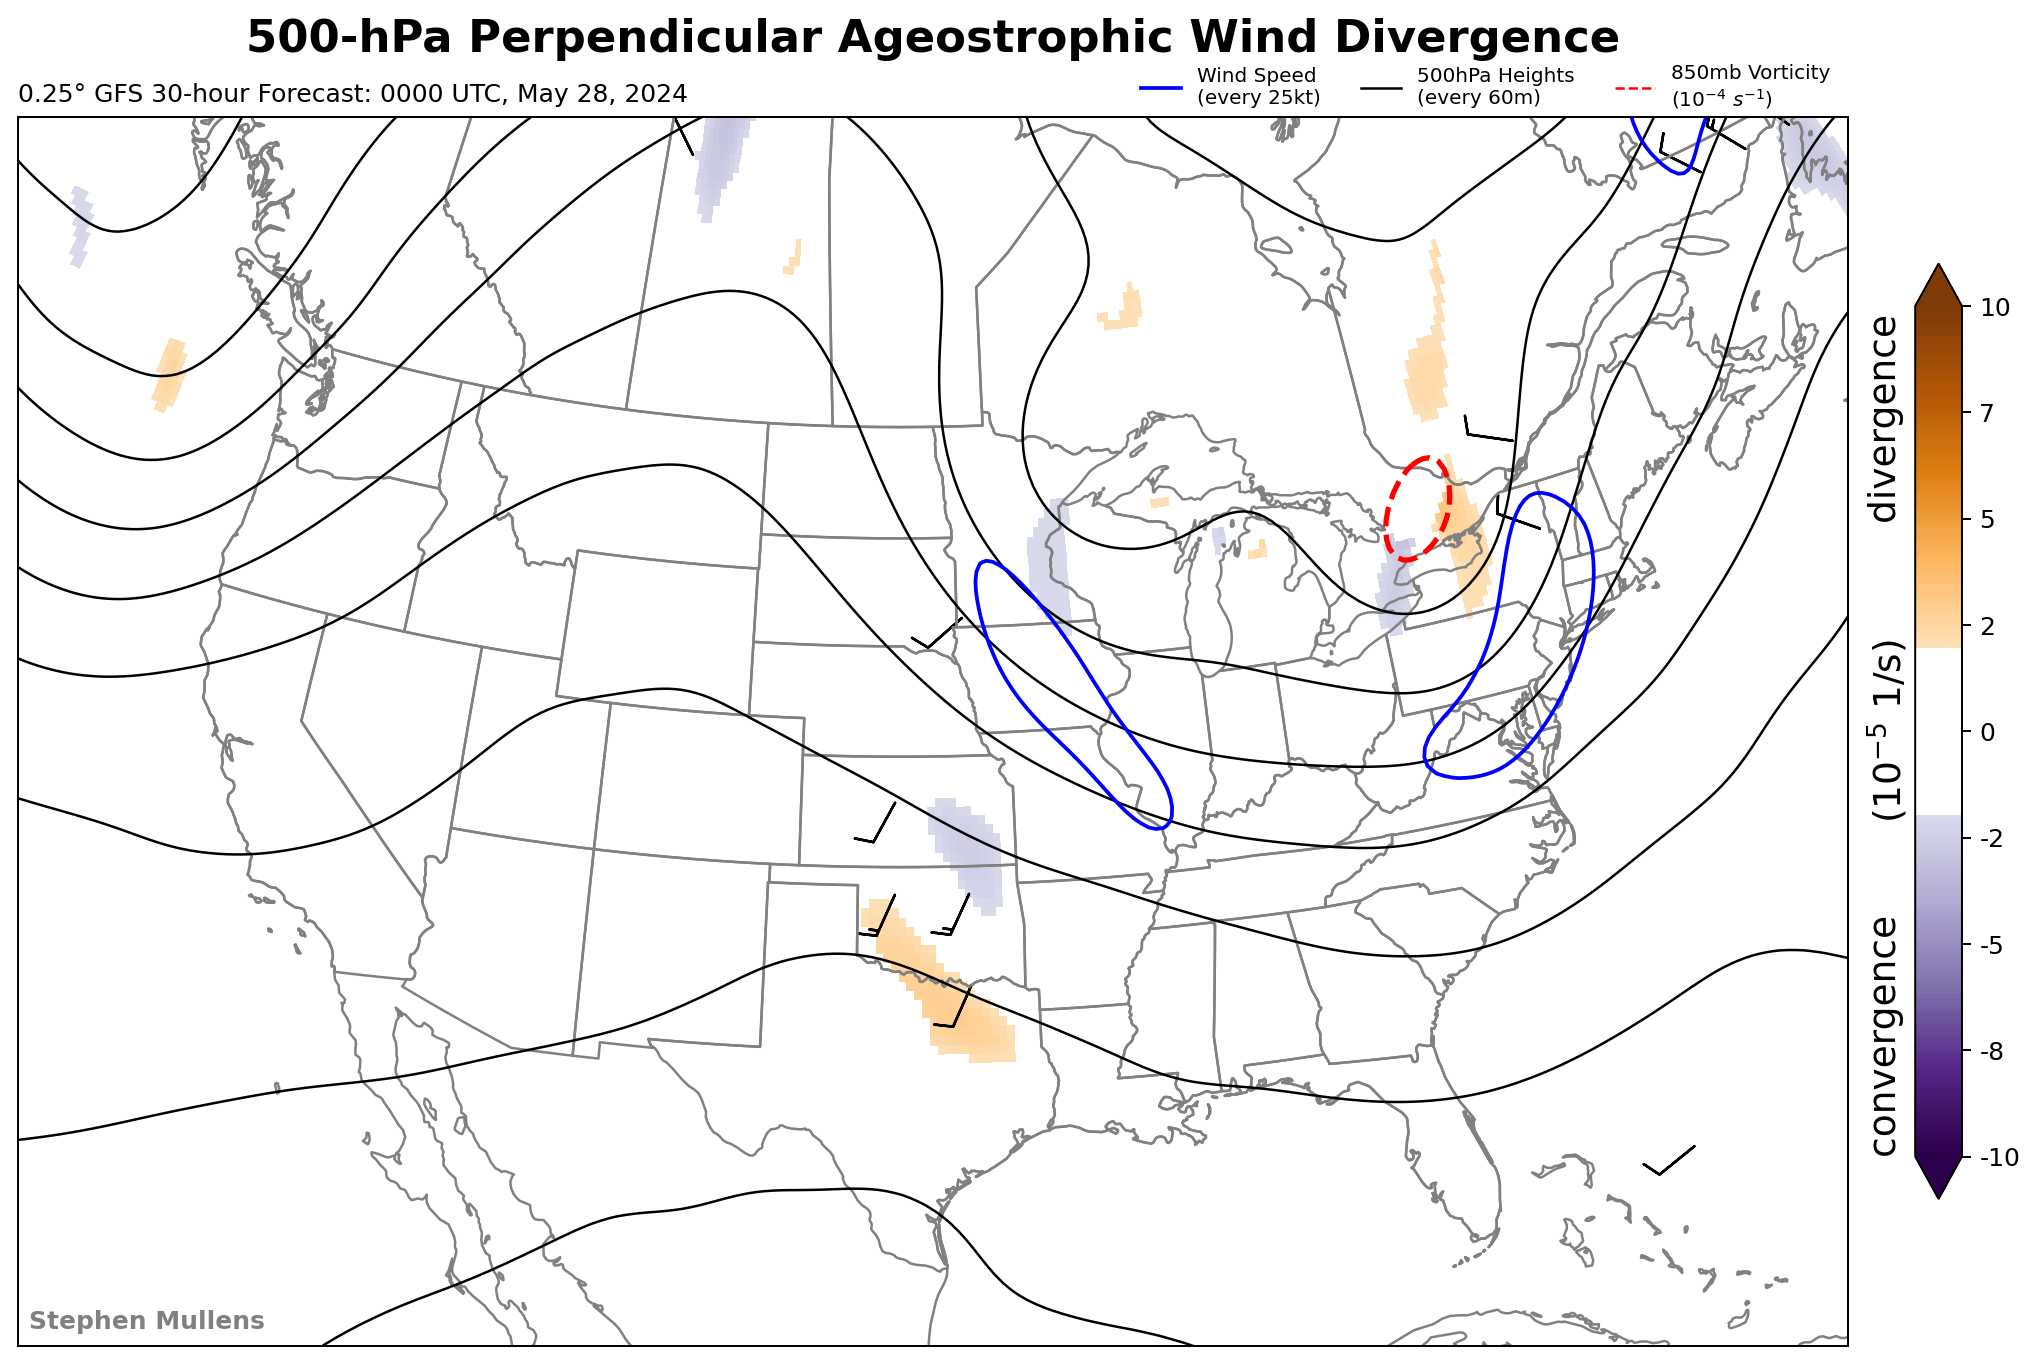 500-hPa Perpendicular Ageostrophic Wind Divergence
0.25° GFS 30-hour Forecast: 0000 UTC, May 28, 2024
Wind Speed
(every 25kt)
500hPa Heights
(every 60m)
850mb Vorticity
(10⁻⁴ s⁻¹)
convergence (10⁻⁵ 1/s) divergence
10
7
5
2
0
-2
-5
-8
-10
Stephen Mullens